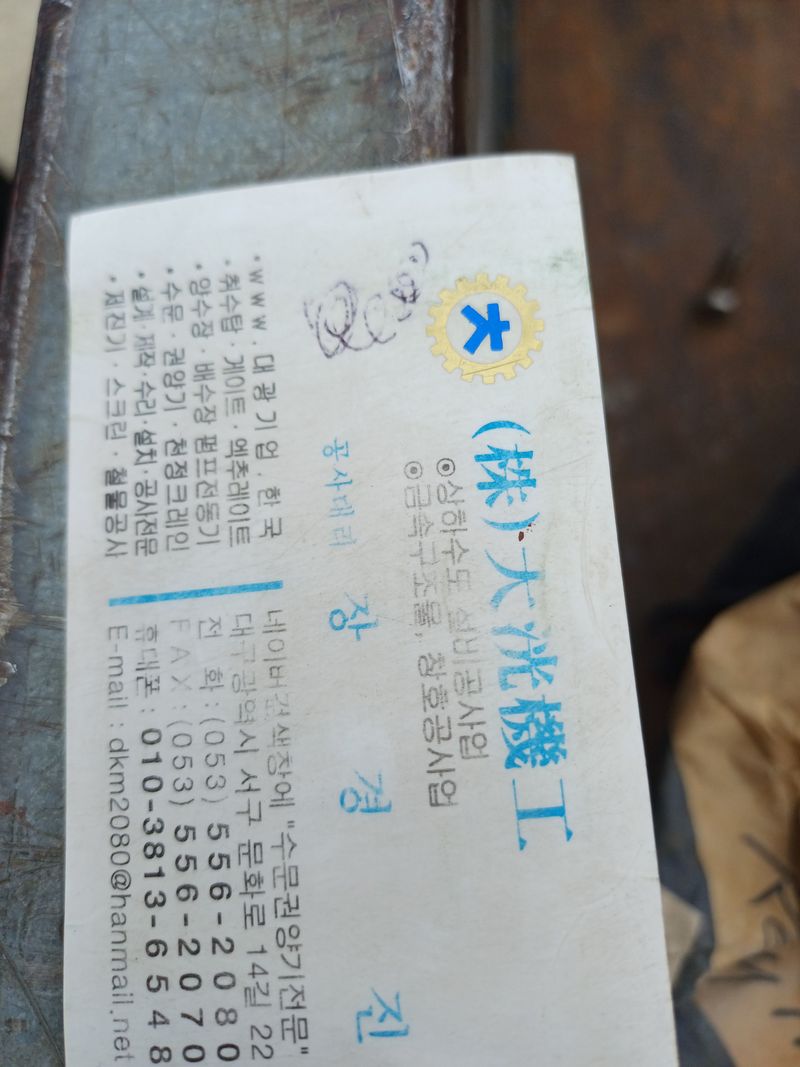 大
(株)大洸機工
◉상하수도 설비공사업
◉금속구조물, 창호공사업
공사대리 장 경 진
•www.대광기업.한국
•취수탑·게이트·액추레이트
•양수장·배수장 펌프전동기
•수문·권양기·천정크레인
•설계·제작·수리·설치·공사전문
•제진기·스크린·철물공사
네이버검색창에 "수문권양기전문"
대구광역시 서구 문화로 14길 22
전 화 : (053) 556-2080
FAX : (053) 556-2070
휴대폰 : 010-3813-6548
E-mail : dkm2080@hanmail.net